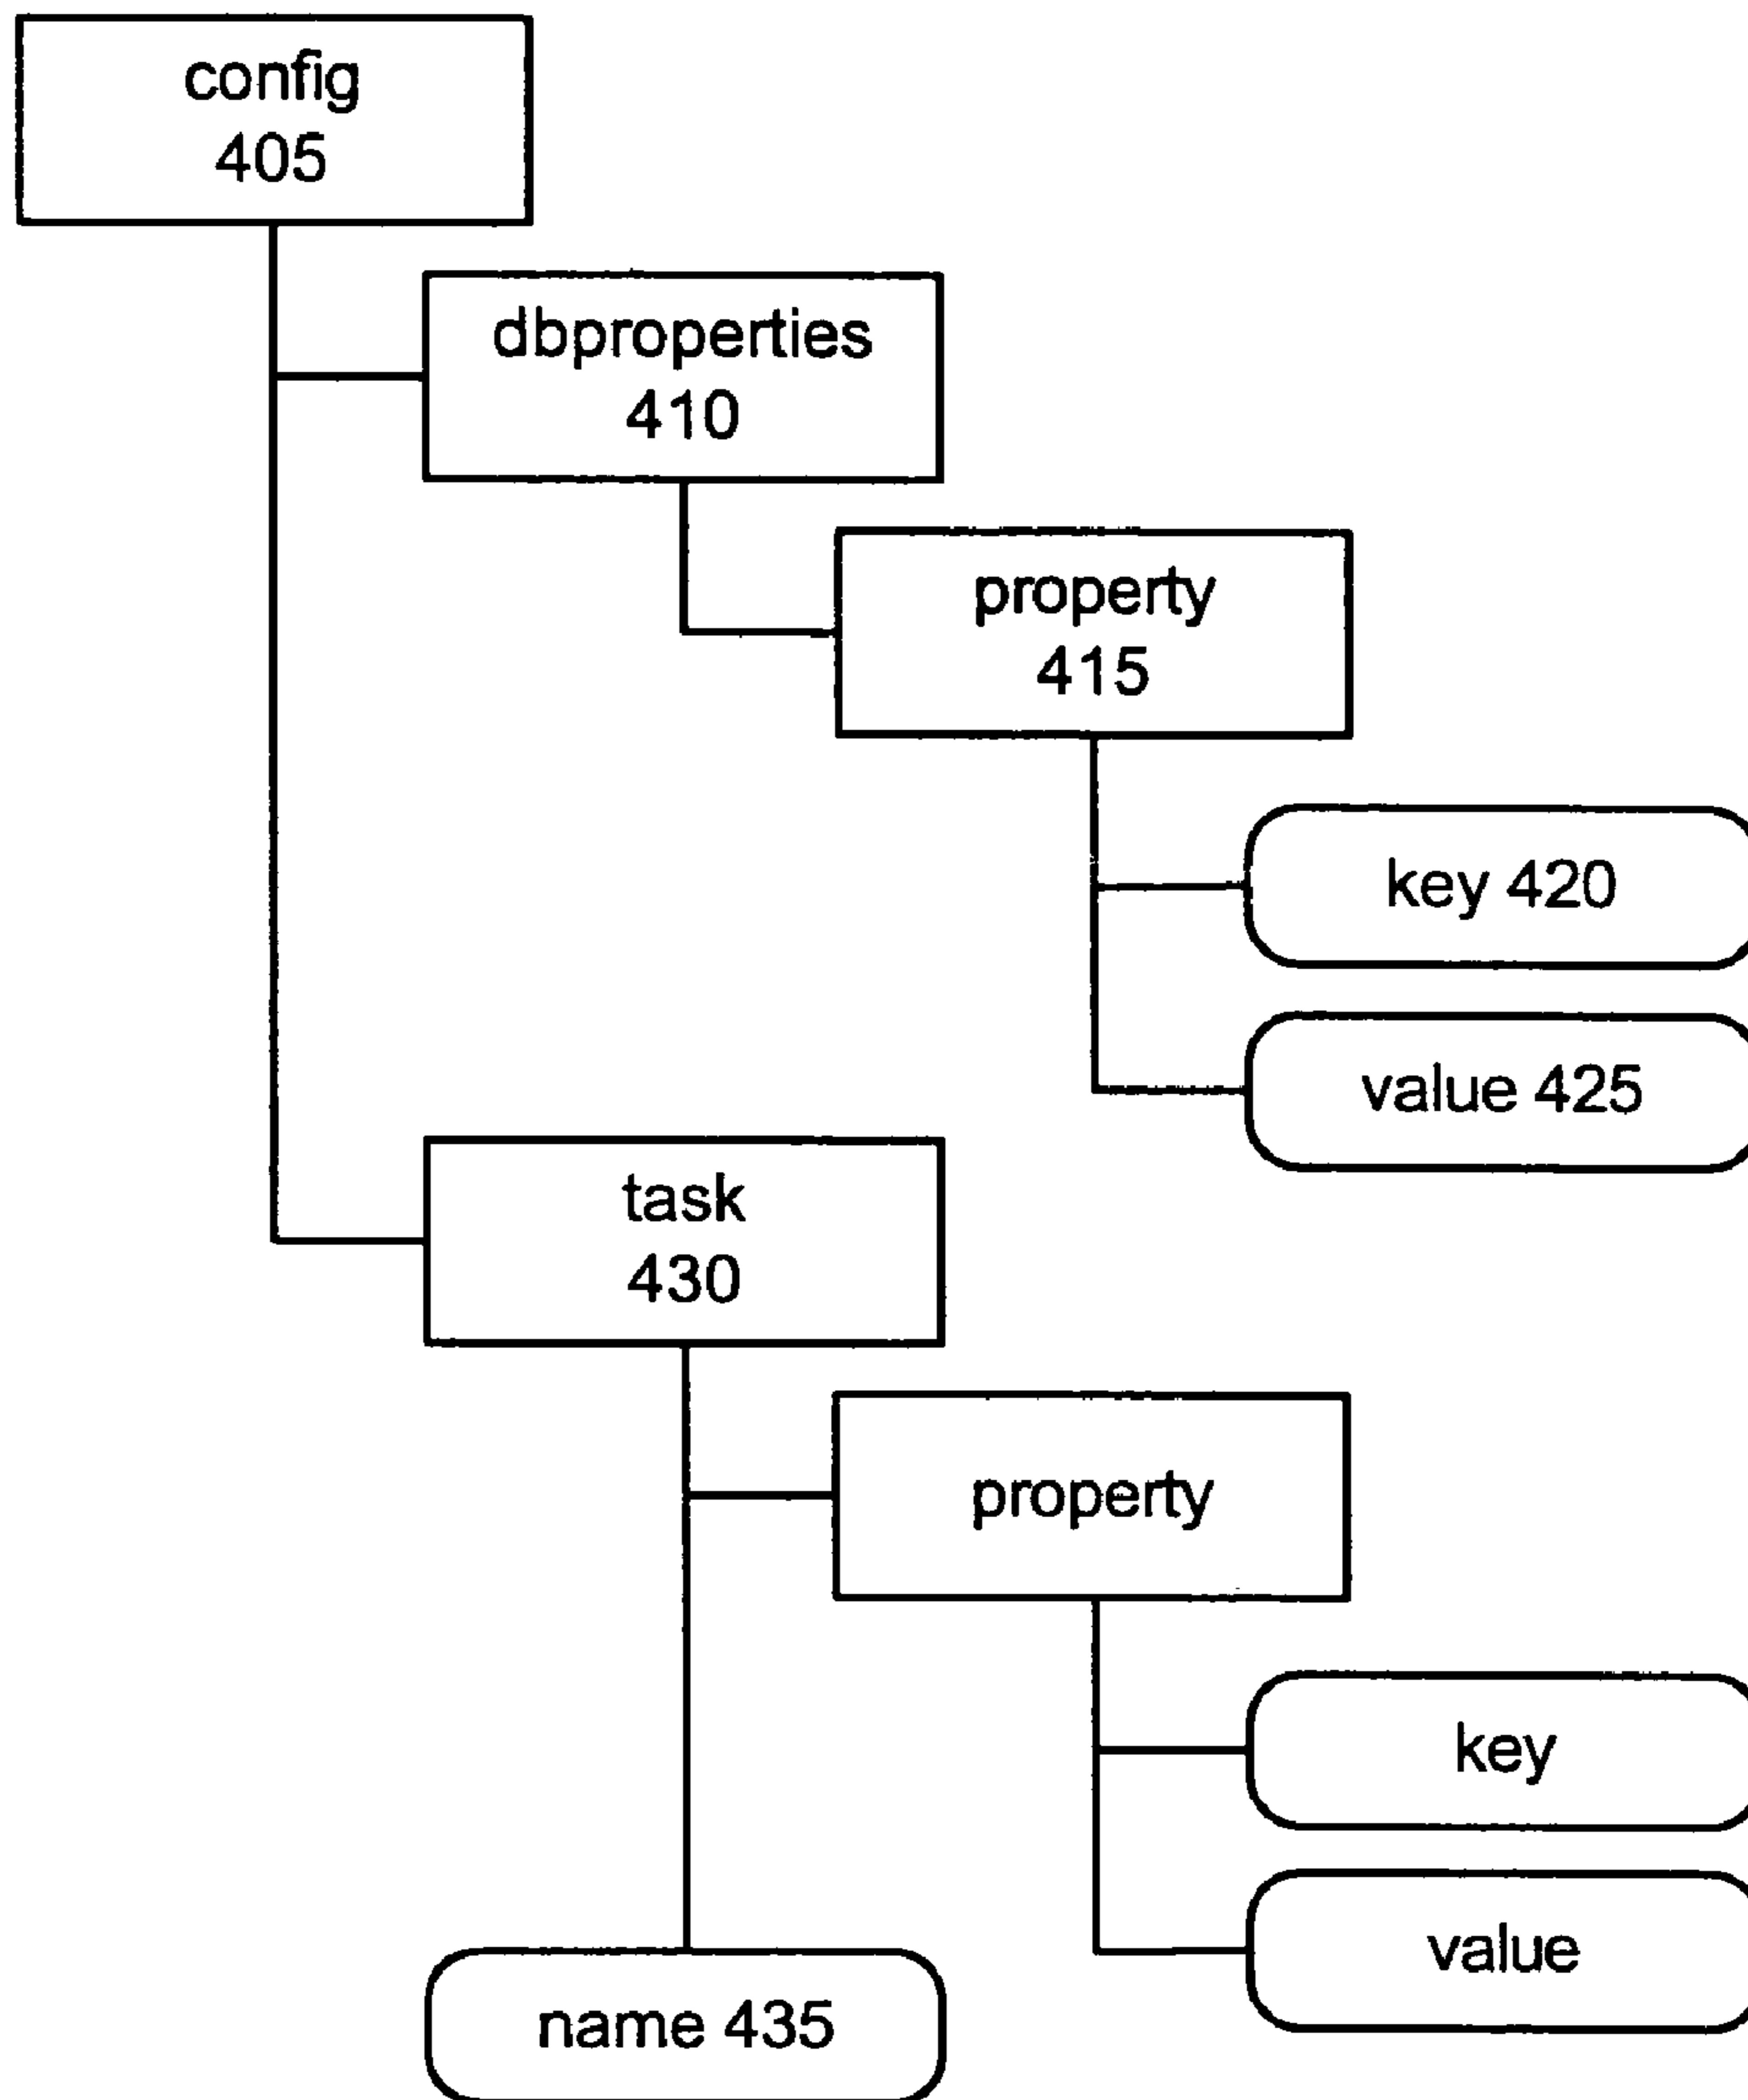 config
405
dbproperties
410
property
415
key 420
value 425
task
430
property
key
value
name 435